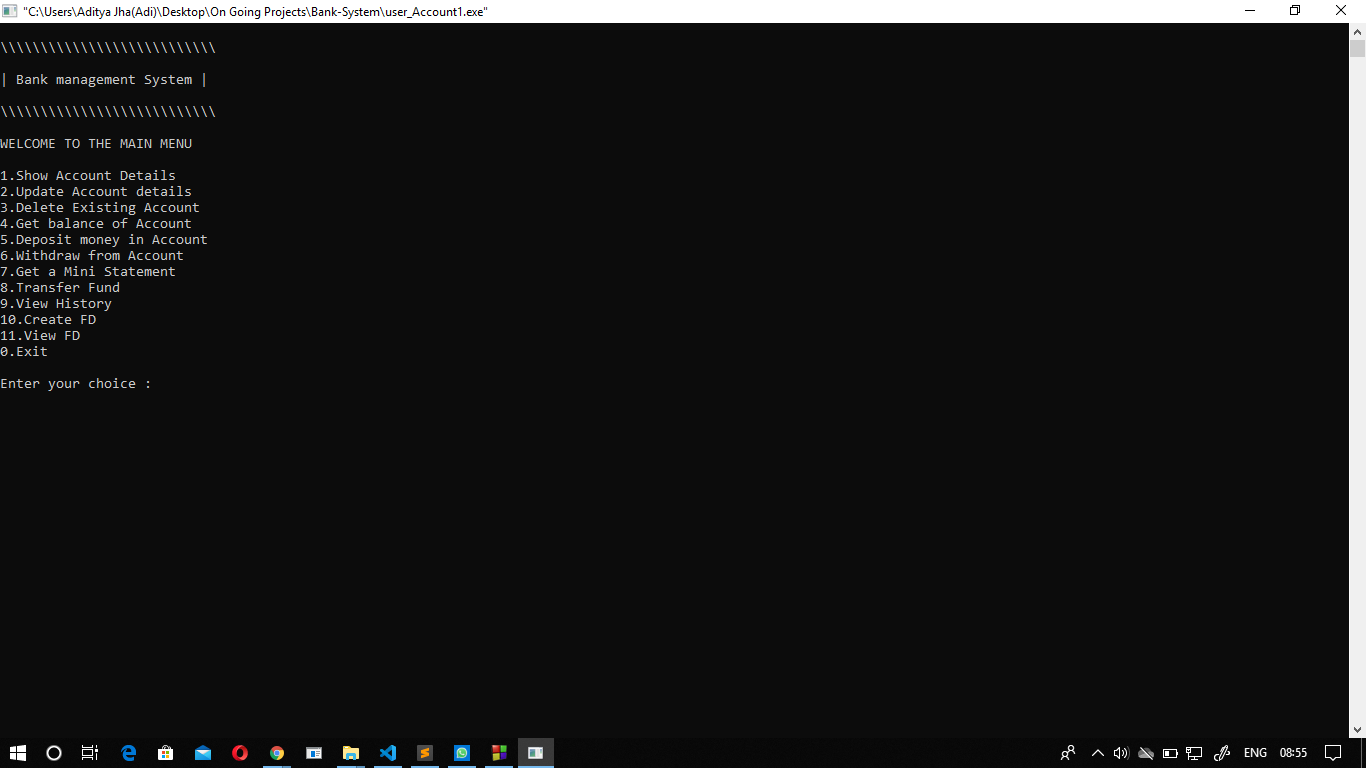 "C:\Users\Aditya Jha(Adi)\Desktop\On Going Projects\Bank-System\user_Account1.exe"
\\\\\\\\\\\\\\\\\\\\\\\\\\\
| Bank management System |
\\\\\\\\\\\\\\\\\\\\\\\\\\\
WELCOME TO THE MAIN MENU
1.Show Account Details
2.Update Account details
3.Delete Existing Account
4.Get balance of Account
5.Deposit money in Account
6.Withdraw from Account
7.Get a Mini Statement
8.Transfer Fund
9.View History
10.Create FD
11.View FD
0.Exit
Enter your choice :
ENG 08:55